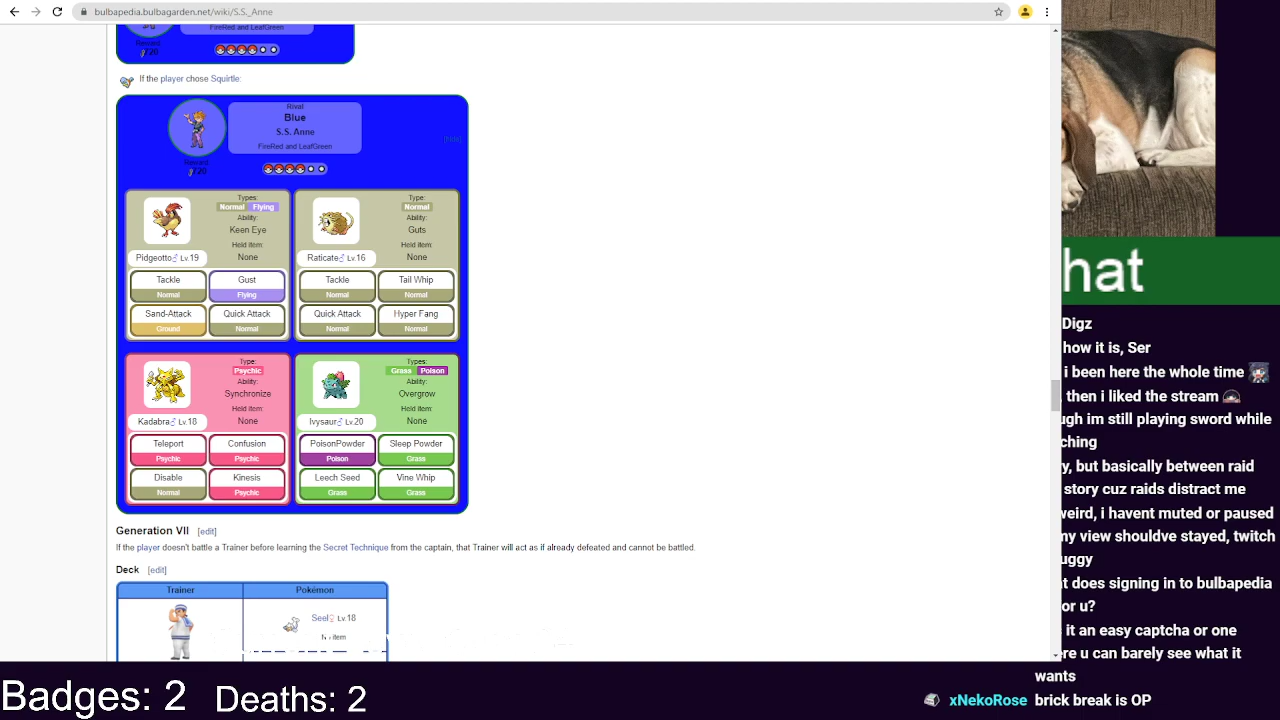 bulbapedia.bulbagarden.net/wiki/S.S._Anne
FireRed and LeafGreen
Reward
If the player chose Squirtle:
Rival
Blue
S.S. Anne
FireRed and LeafGreen
[hide]
Reward
Types:
Normal Flying
Ability:
Keen Eye
Held item:
None
Pidgeotto♂ Lv.19
Tackle
Normal
Gust
Flying
Sand-Attack
Ground
Quick Attack
Normal
Type:
Normal
Ability:
Guts
Held item:
None
Raticate♂ Lv.16
Tackle
Normal
Tail Whip
Normal
Quick Attack
Normal
Hyper Fang
Normal
Type:
Psychic
Ability:
Synchronize
Held item:
None
Kadabra♂ Lv.18
Teleport
Psychic
Confusion
Psychic
Disable
Normal
Kinesis
Psychic
Types:
Grass Poison
Ability:
Overgrow
Held item:
None
Ivysaur♂ Lv.20
PoisonPowder
Poison
Sleep Powder
Grass
Leech Seed
Grass
Vine Whip
Grass
Generation VII [edit]
If the player doesn't battle a Trainer before learning the Secret Technique from the captain, that Trainer will act as if already defeated and cannot be battled.
Deck [edit]
Trainer Pokémon
Seel♀ Lv.18
No item
hat
Digz
how it is, Ser
i been here the whole time
then i liked the stream
ugh im still playing sword while
ching
y, but basically between raid
story cuz raids distract me
weird, i havent muted or paused
my view shouldve stayed, twitch
uggy
t does signing in to bulbapedia
or u?
it an easy captcha or one
re u can barely see what it
wants
xNekoRose brick break is OP
Badges: 2 Deaths: 2